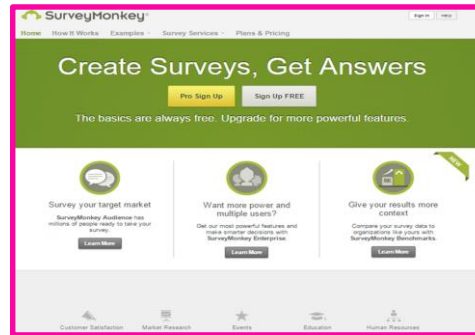 SurveyMonkey®
Sign In Help
Home How It Works Examples Survey Services Plans & Pricing
Create Surveys, Get Answers
Pro Sign Up Sign Up FREE
The basics are always free. Upgrade for more powerful features.
NEW
Survey your target market
SurveyMonkey Audience has
millions of people ready to take your
survey.
Learn More
Want more power and
multiple users?
Get our most powerful features and
make smarter decisions with
SurveyMonkey Enterprise.
Learn More
Give your results more
context
Compare your survey data to
organizations like yours with
SurveyMonkey Benchmarks.
Learn More
Customer Satisfaction Market Research Events Education Human Resources